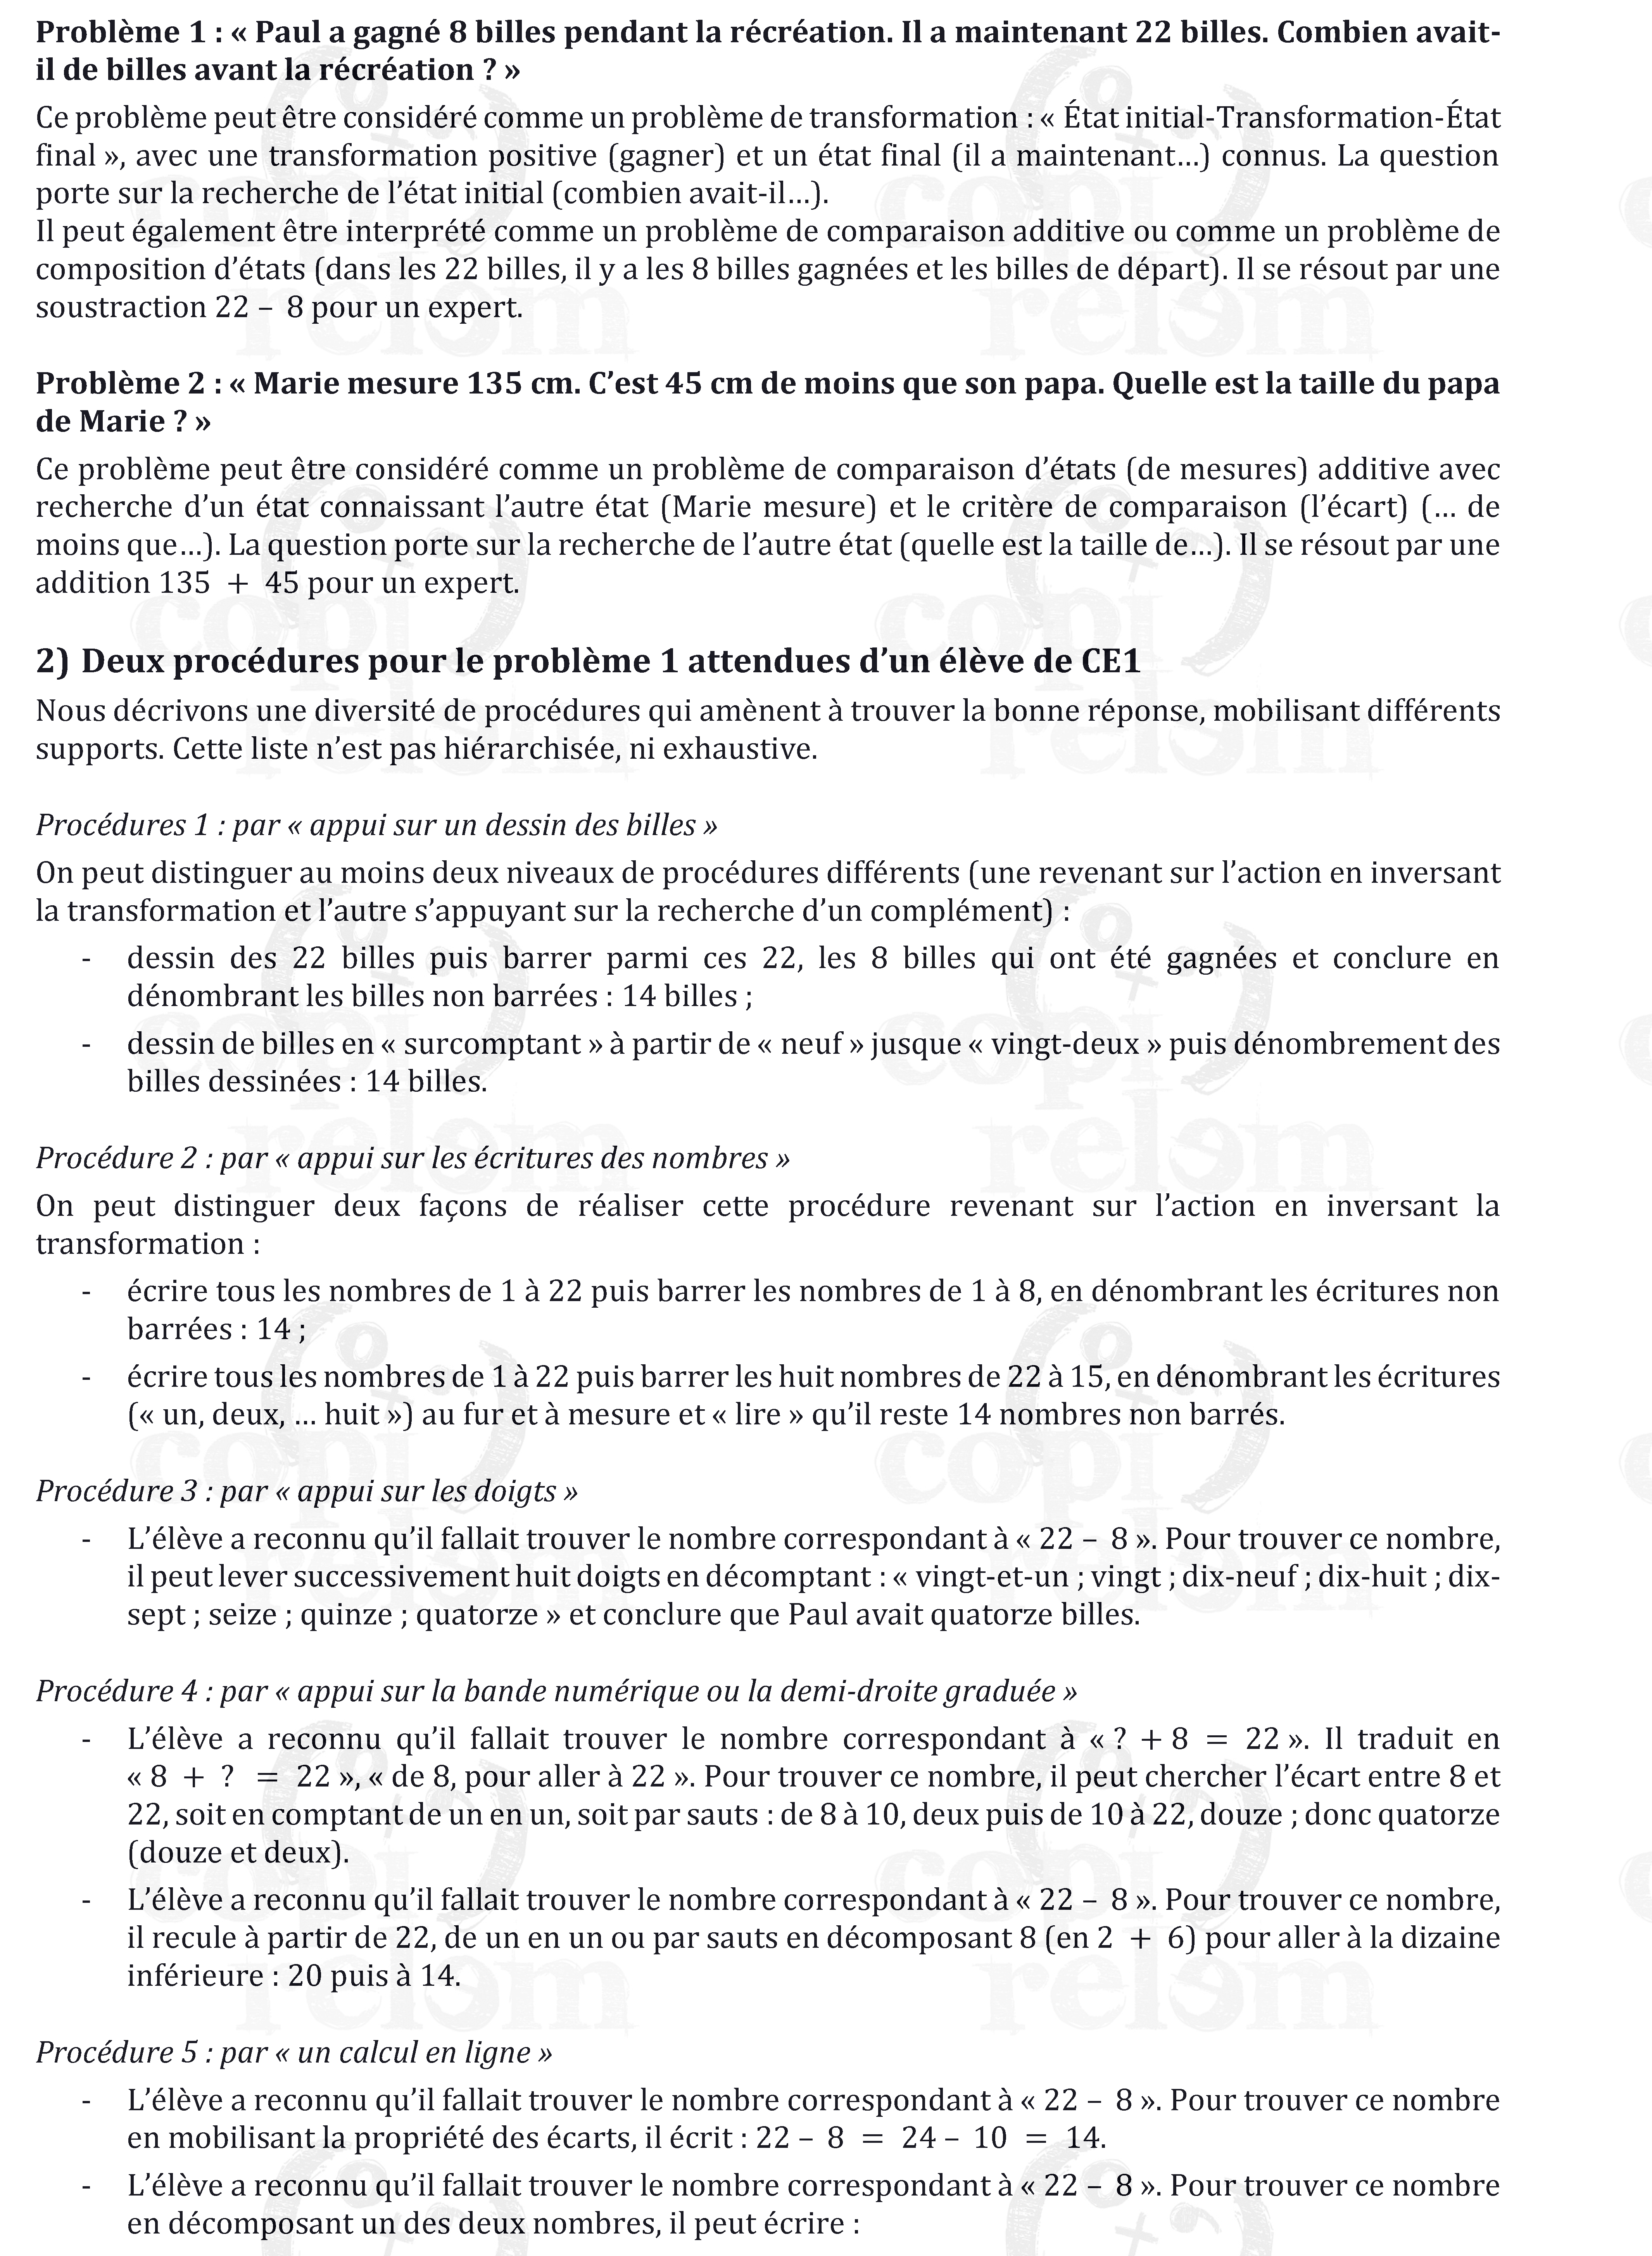 Problème 1 : « Paul a gagné 8 billes pendant la récréation. Il a maintenant 22 billes. Combien avait-
il de billes avant la récréation ? »
Ce problème peut être considéré comme un problème de transformation : « État initial-Transformation-État
final », avec une transformation positive (gagner) et un état final (il a maintenant…) connus. La question
porte sur la recherche de l’état initial (combien avait-il…).
Il peut également être interprété comme un problème de comparaison additive ou comme un problème de
composition d’états (dans les 22 billes, il y a les 8 billes gagnées et les billes de départ). Il se résout par une
soustraction 22 – 8 pour un expert.
Problème 2 : « Marie mesure 135 cm. C’est 45 cm de moins que son papa. Quelle est la taille du papa
de Marie ? »
Ce problème peut être considéré comme un problème de comparaison d’états (de mesures) additive avec
recherche d’un état connaissant l’autre état (Marie mesure) et le critère de comparaison (l’écart) (… de
moins que…). La question porte sur la recherche de l’autre état (quelle est la taille de…). Il se résout par une
addition 135 + 45 pour un expert.
2) Deux procédures pour le problème 1 attendues d’un élève de CE1
Nous décrivons une diversité de procédures qui amènent à trouver la bonne réponse, mobilisant différents
supports. Cette liste n’est pas hiérarchisée, ni exhaustive.
Procédures 1 : par « appui sur un dessin des billes »
On peut distinguer au moins deux niveaux de procédures différents (une revenant sur l’action en inversant
la transformation et l’autre s’appuyant sur la recherche d’un complément) :
- dessin des 22 billes puis barrer parmi ces 22, les 8 billes qui ont été gagnées et conclure en
dénombrant les billes non barrées : 14 billes ;
- dessin de billes en « surcomptant » à partir de « neuf » jusque « vingt-deux » puis dénombrement des
billes dessinées : 14 billes.
Procédure 2 : par « appui sur les écritures des nombres »
On peut distinguer deux façons de réaliser cette procédure revenant sur l’action en inversant la
transformation :
- écrire tous les nombres de 1 à 22 puis barrer les nombres de 1 à 8, en dénombrant les écritures non
barrées : 14 ;
- écrire tous les nombres de 1 à 22 puis barrer les huit nombres de 22 à 15, en dénombrant les écritures
(« un, deux, … huit ») au fur et à mesure et « lire » qu’il reste 14 nombres non barrés.
Procédure 3 : par « appui sur les doigts »
- L’élève a reconnu qu’il fallait trouver le nombre correspondant à « 22 – 8 ». Pour trouver ce nombre,
il peut lever successivement huit doigts en décomptant : « vingt-et-un ; vingt ; dix-neuf ; dix-huit ; dix-
sept ; seize ; quinze ; quatorze » et conclure que Paul avait quatorze billes.
Procédure 4 : par « appui sur la bande numérique ou la demi-droite graduée »
- L’élève a reconnu qu’il fallait trouver le nombre correspondant à « ? + 8 = 22 ». Il traduit en
« 8 + ? = 22 », « de 8, pour aller à 22 ». Pour trouver ce nombre, il peut chercher l’écart entre 8 et
22, soit en comptant de un en un, soit par sauts : de 8 à 10, deux puis de 10 à 22, douze ; donc quatorze
(douze et deux).
- L’élève a reconnu qu’il fallait trouver le nombre correspondant à « 22 – 8 ». Pour trouver ce nombre,
il recule à partir de 22, de un en un ou par sauts en décomposant 8 (en 2 + 6) pour aller à la dizaine
inférieure : 20 puis à 14.
Procédure 5 : par « un calcul en ligne »
- L’élève a reconnu qu’il fallait trouver le nombre correspondant à « 22 – 8 ». Pour trouver ce nombre
en mobilisant la propriété des écarts, il écrit : 22 – 8 = 24 – 10 = 14.
- L’élève a reconnu qu’il fallait trouver le nombre correspondant à « 22 – 8 ». Pour trouver ce nombre
en décomposant un des deux nombres, il peut écrire :